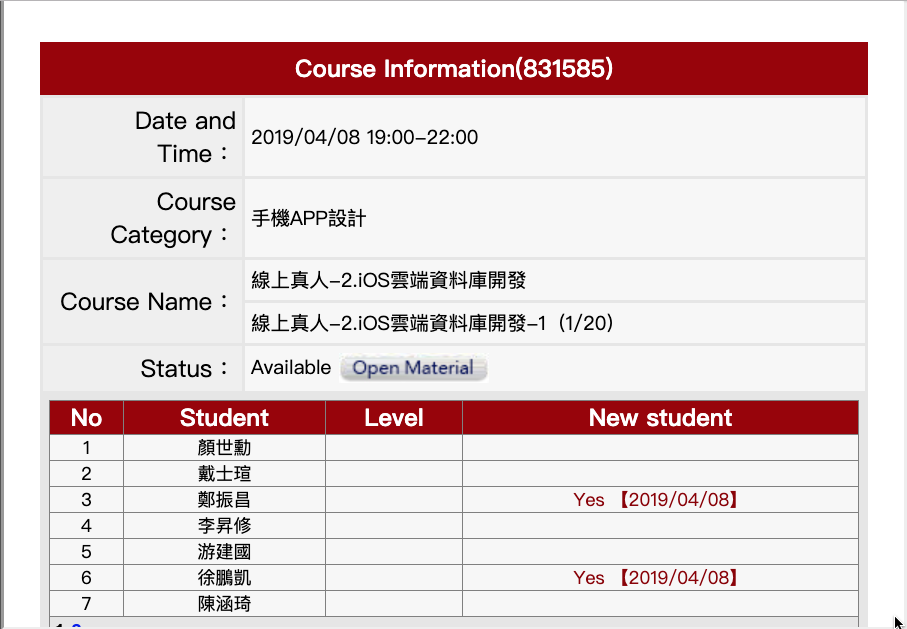 Course Information(831585)
Date and
Time：
2019/04/08 19:00–22:00
Course
Category：
手機APP設計
Course Name：
線上真人–2.iOS雲端資料庫開發
線上真人–2.iOS雲端資料庫開發–1（1/20）
Status：
Available Open Material
No Student Level New student
1 顏世勳
2 戴士瑄
3 鄭振昌 Yes 【2019/04/08】
4 李昇修
5 游建國
6 徐鵬凱 Yes 【2019/04/08】
7 陳涵琦